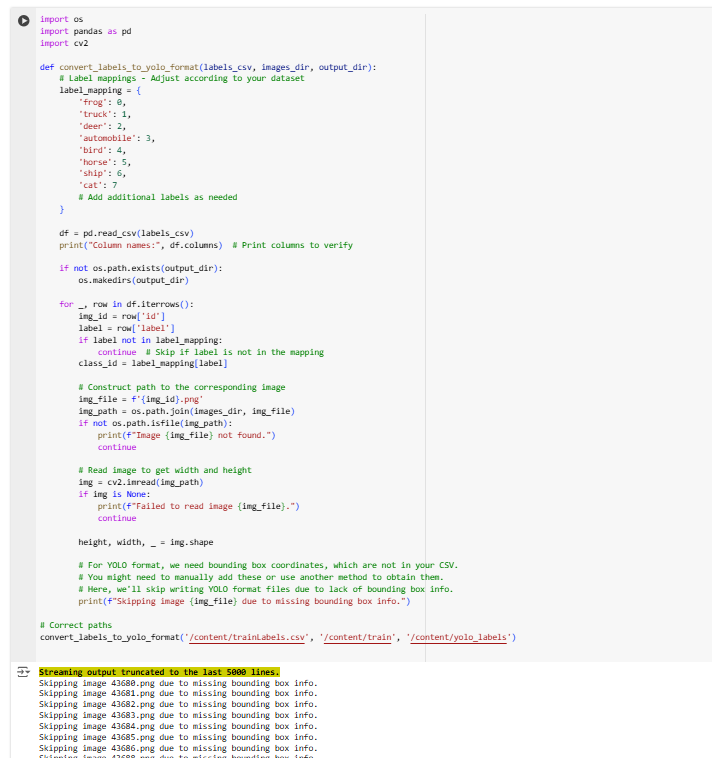 import os
import pandas as pd
import cv2
def convert_labels_to_yolo_format(labels_csv, images_dir, output_dir):
    # Label mappings - Adjust according to your dataset
    label_mapping = {
        'frog': 0,
        'truck': 1,
        'deer': 2,
        'automobile': 3,
        'bird': 4,
        'horse': 5,
        'ship': 6,
        'cat': 7
        # Add additional labels as needed
    }
    df = pd.read_csv(labels_csv)
    print("Column names:", df.columns)  # Print columns to verify
    if not os.path.exists(output_dir):
        os.makedirs(output_dir)
    for _, row in df.iterrows():
        img_id = row['id']
        label = row['label']
        if label not in label_mapping:
            continue  # Skip if label is not in the mapping
        class_id = label_mapping[label]
        # Construct path to the corresponding image
        img_file = f'{img_id}.png'
        img_path = os.path.join(images_dir, img_file)
        if not os.path.isfile(img_path):
            print(f"Image {img_file} not found.")
            continue
        # Read image to get width and height
        img = cv2.imread(img_path)
        if img is None:
            print(f"Failed to read image {img_file}.")
            continue
        height, width, _ = img.shape
        # For YOLO format, we need bounding box coordinates, which are not in your CSV.
        # You might need to manually add these or use another method to obtain them.
        # Here, we'll skip writing YOLO format files due to lack of bounding box info.
        print(f"Skipping image {img_file} due to missing bounding box info.")
# Correct paths
convert_labels_to_yolo_format('/content/trainLabels.csv', '/content/train', '/content/yolo_labels')
Streaming output truncated to the last 5000 lines.
Skipping image 43680.png due to missing bounding box info.
Skipping image 43681.png due to missing bounding box info.
Skipping image 43682.png due to missing bounding box info.
Skipping image 43683.png due to missing bounding box info.
Skipping image 43684.png due to missing bounding box info.
Skipping image 43685.png due to missing bounding box info.
Skipping image 43686.png due to missing bounding box info.
Skipping image 43688.png due to missing bounding box info.